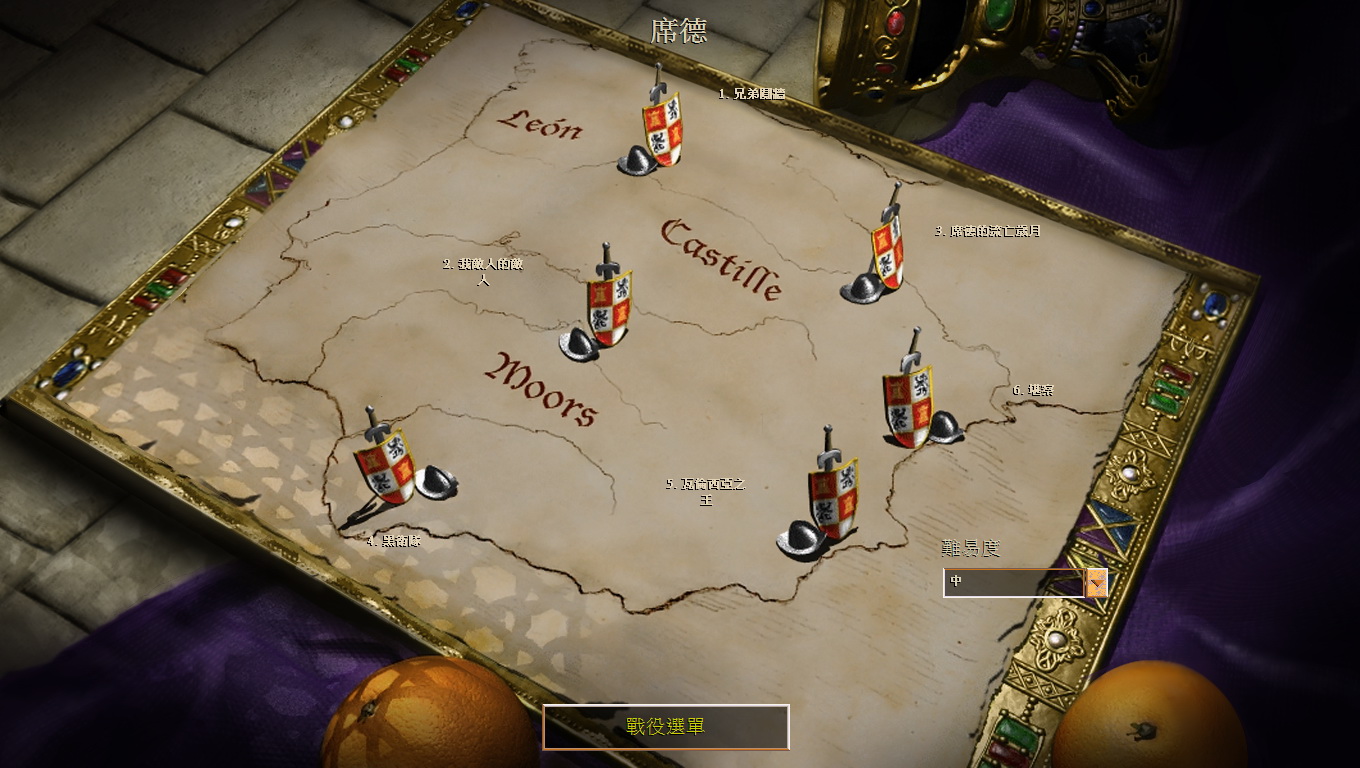 席德
1. 兄弟鬩牆
León
3. 席德的流亡歲月
Castille
2. 我敵人的敵
人
Moors
6. 堪案
5. 瓦倫西亞之
王
4. 黑衛隊
難易度
中
戰役選單